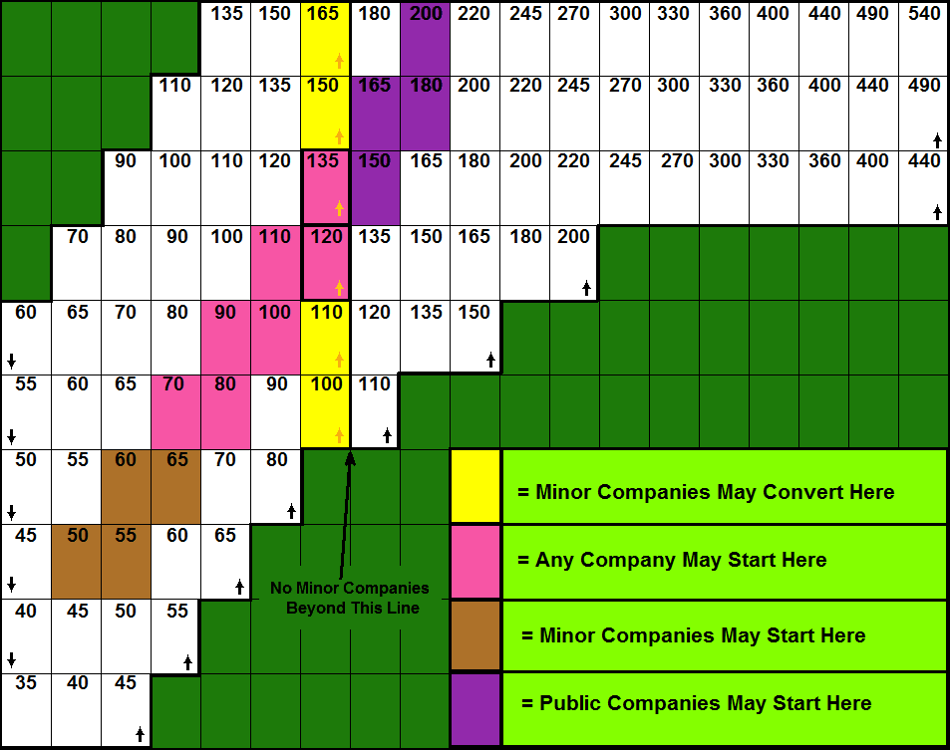 135 150 165 180 200 220 245 270 300 330 360 400 440 490 540
110 120 135 150 165 180 200 220 245 270 300 330 360 400 440 490
90 100 110 120 135 150 165 180 200 220 245 270 300 330 360 400 440
70 80 90 100 110 120 135 150 165 180 200
60 65 70 80 90 100 110 120 135 150
55 60 65 70 80 90 100 110
50 55 60 65 70 80
= Minor Companies May Convert Here
45 50 55 60 65
= Any Company May Start Here
No Minor Companies
Beyond This Line
40 45 50 55
= Minor Companies May Start Here
35 40 45
= Public Companies May Start Here